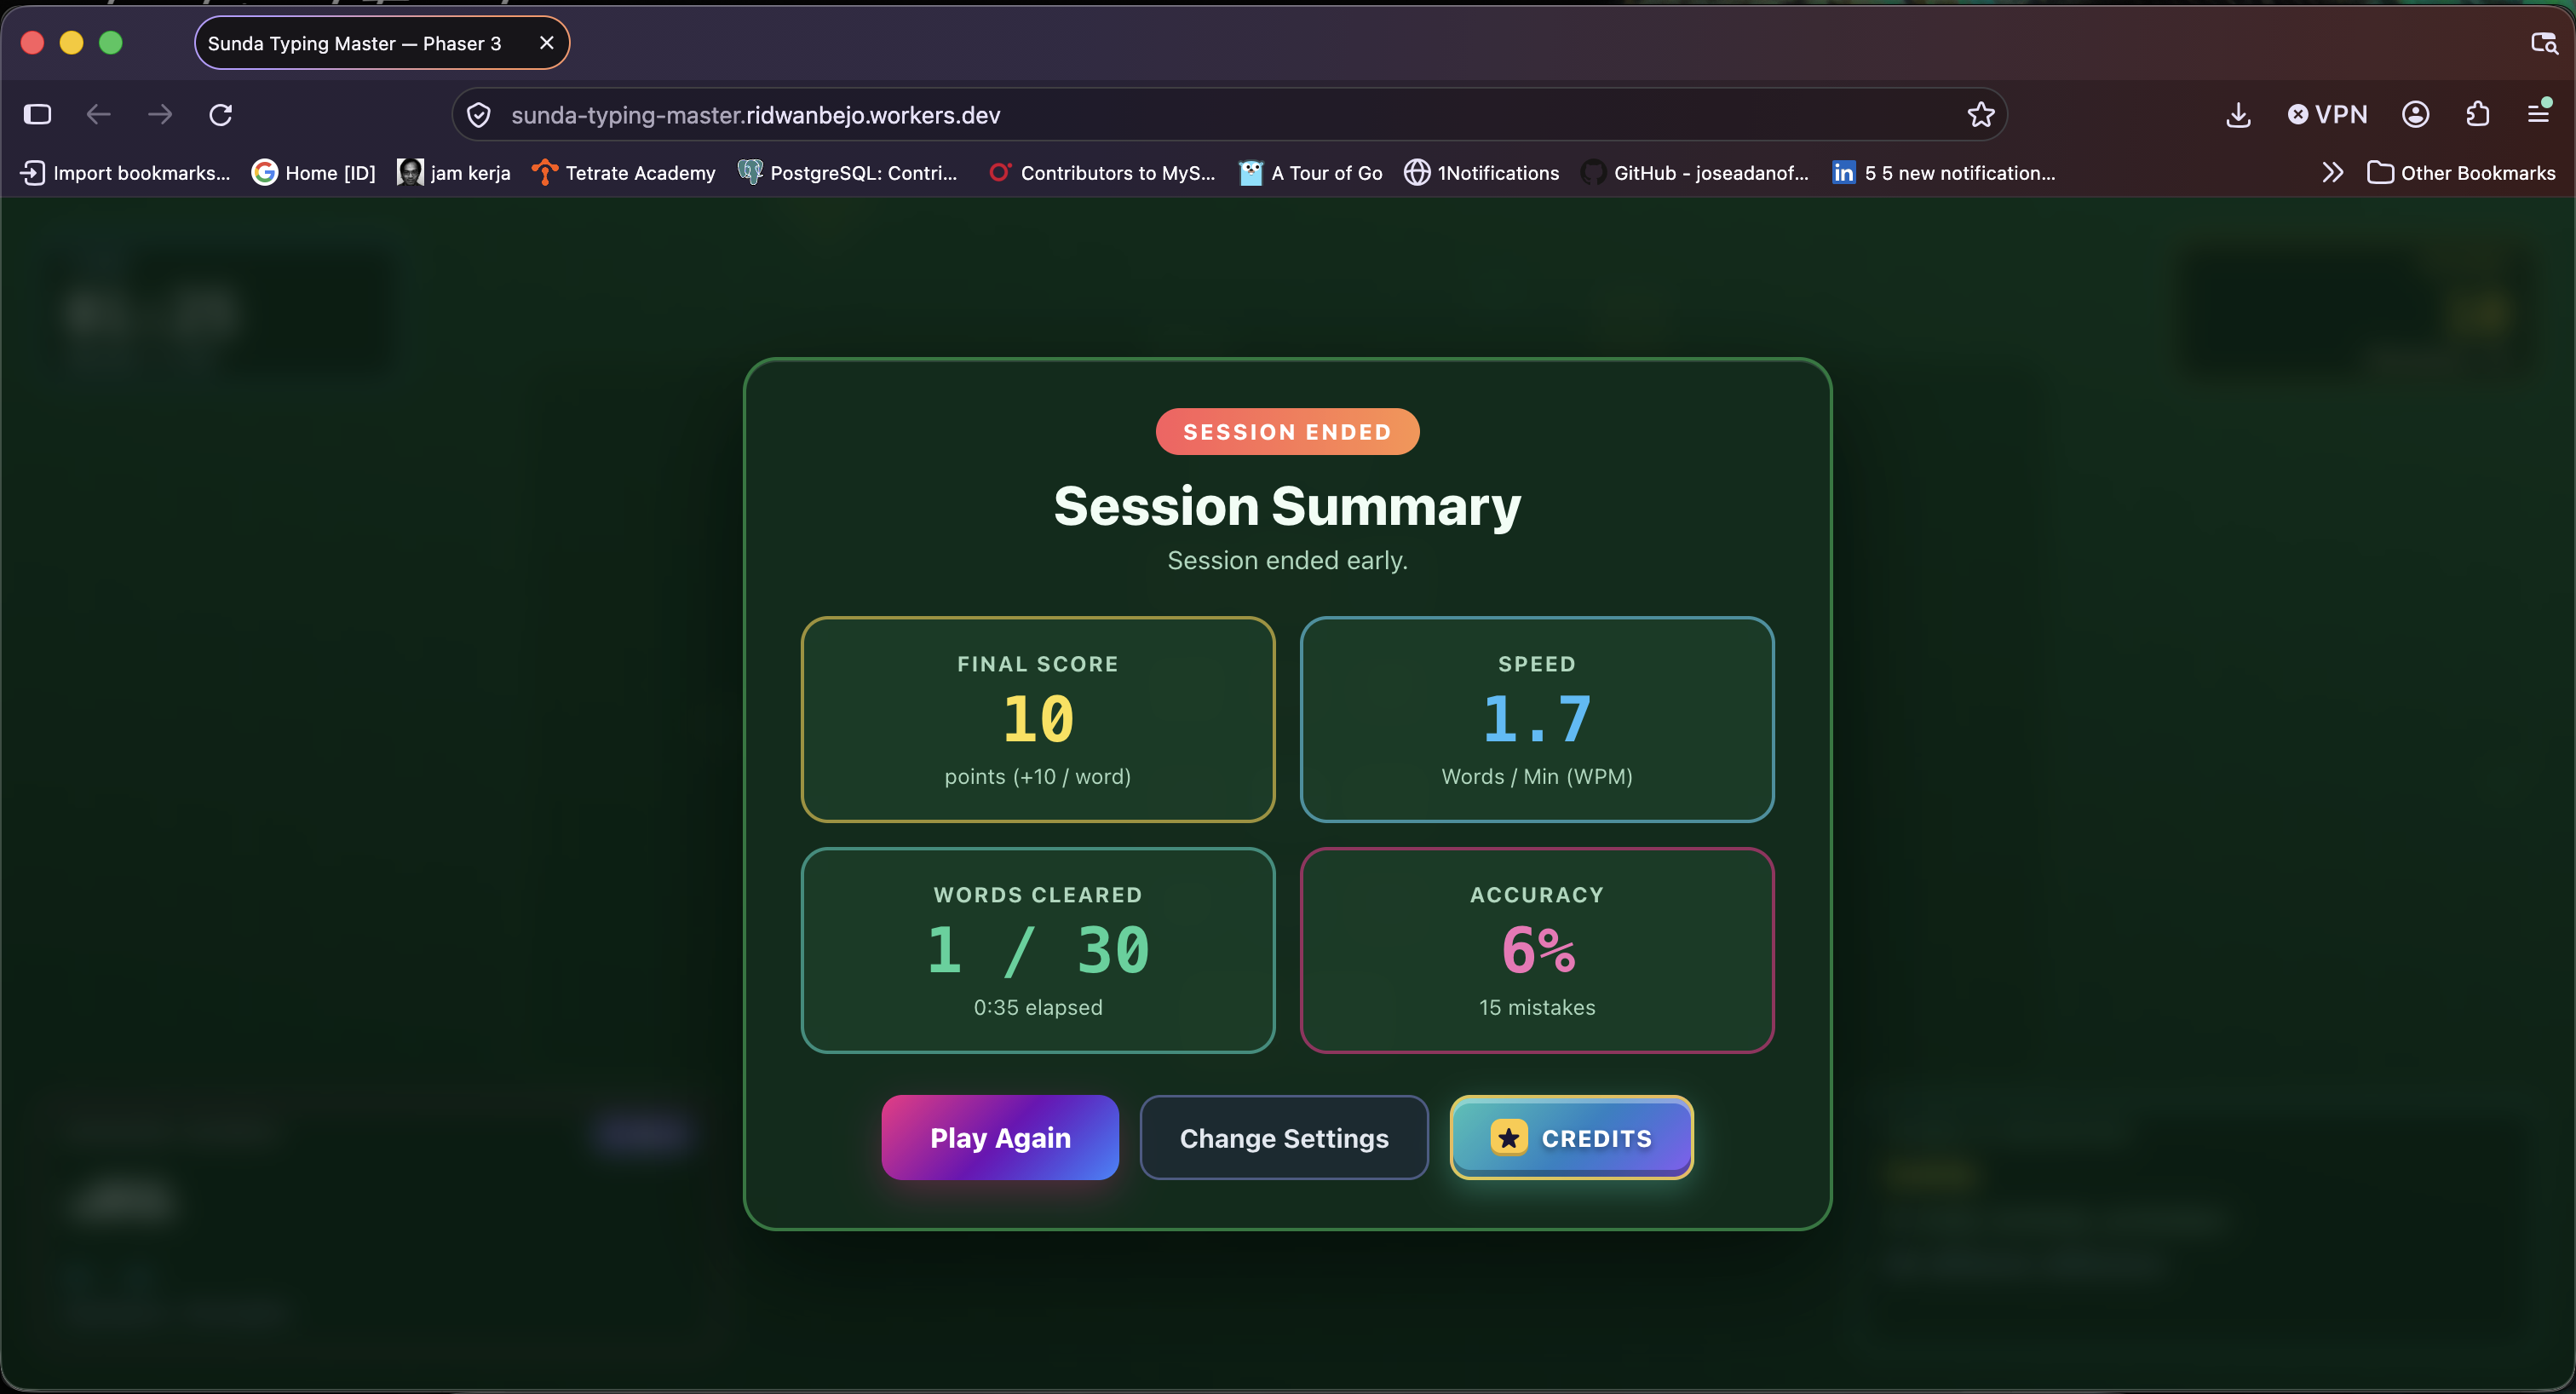 Sunda Typing Master — Phaser 3
sunda-typing-master.ridwanbejo.workers.dev
VPN
Import bookmarks...
Home [ID]
jam kerja
Tetrate Academy
PostgreSQL: Contri...
Contributors to MyS...
A Tour of Go
1Notifications
GitHub - joseadanof...
in
5 5 new notification...
Other Bookmarks
SESSION ENDED
Session Summary
Session ended early.
FINAL SCORE
10
points (+10 / word)
SPEED
1.7
Words / Min (WPM)
WORDS CLEARED
1 / 30
0:35 elapsed
ACCURACY
6%
15 mistakes
Play Again
Change Settings
CREDITS